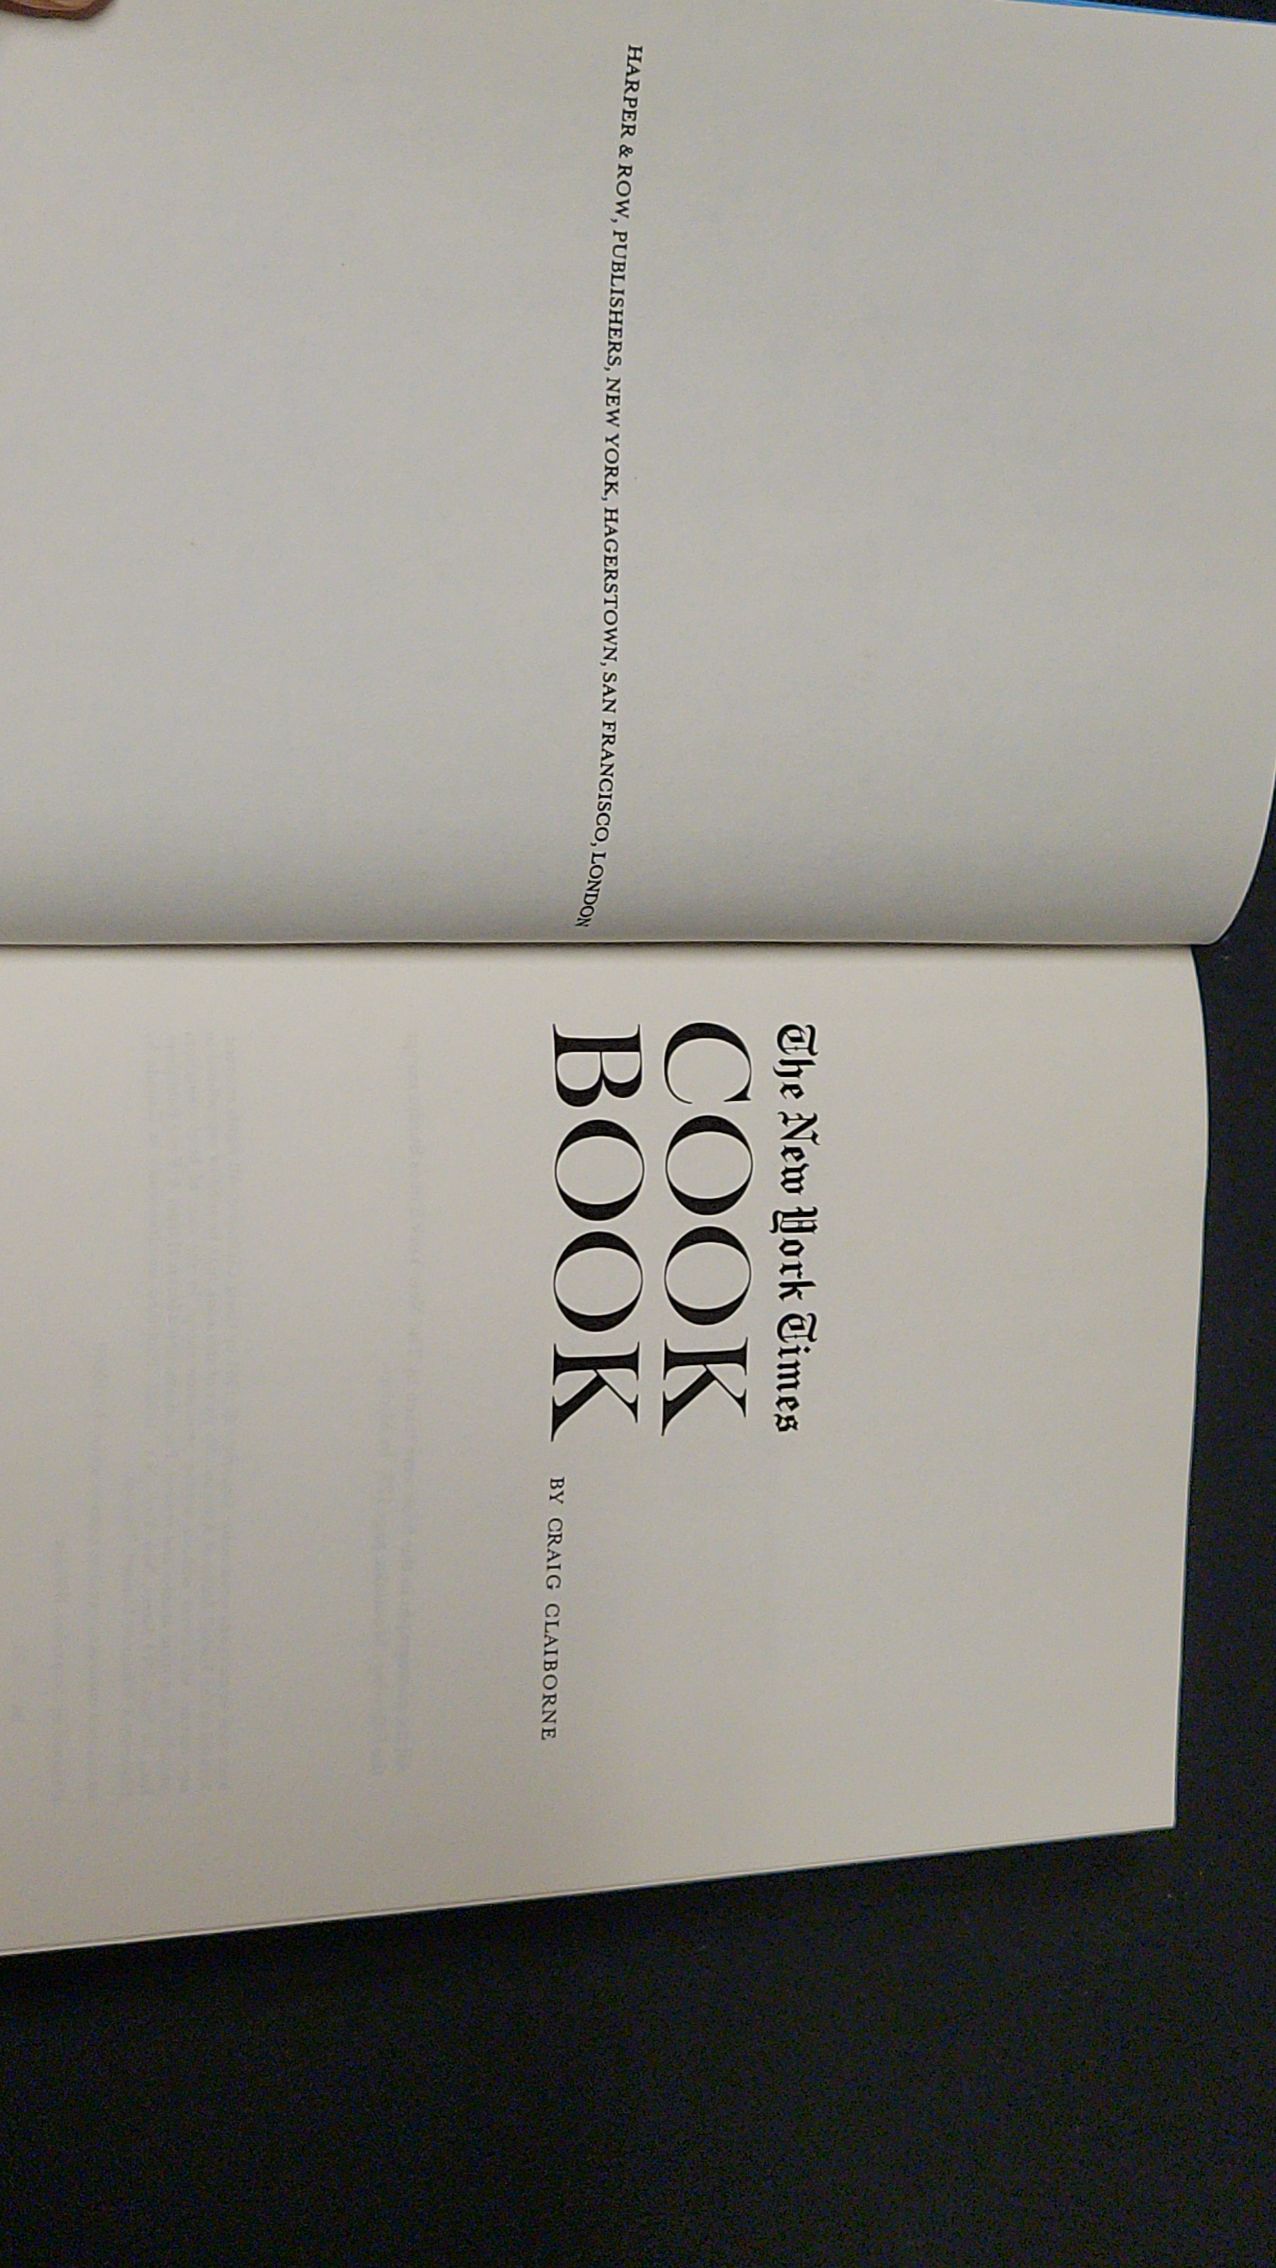 HARPER & ROW, PUBLISHERS, NEW YORK, HAGERSTOWN, SAN FRANCISCO, LONDON
The New York Times
COOK
BOOK
BY CRAIG CLAIBORNE